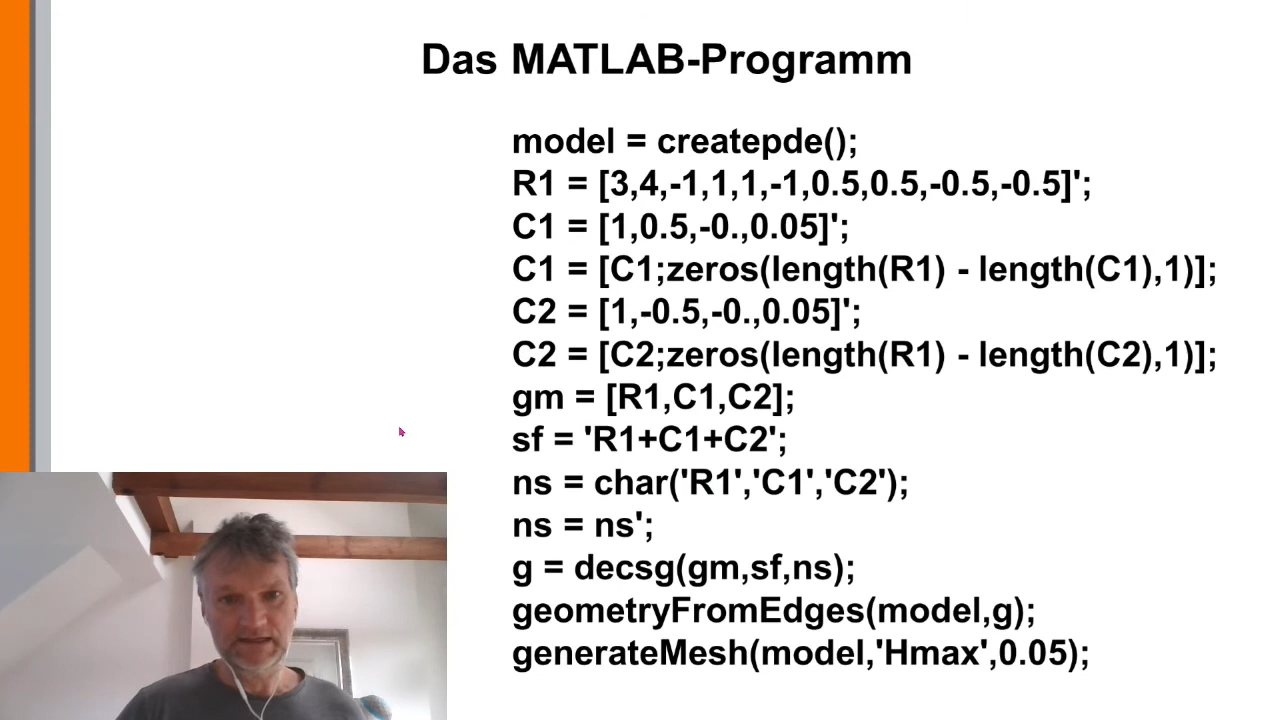 Das MATLAB-Programm
model = createpde();
R1 = [3,4,-1,1,1,-1,0.5,0.5,-0.5,-0.5]';
C1 = [1,0.5,-0.,0.05]';
C1 = [C1;zeros(length(R1) - length(C1),1)];
C2 = [1,-0.5,-0.,0.05]';
C2 = [C2;zeros(length(R1) - length(C2),1)];
gm = [R1,C1,C2];
sf = 'R1+C1+C2';
ns = char('R1','C1','C2');
ns = ns';
g = decsg(gm,sf,ns);
geometryFromEdges(model,g);
generateMesh(model,'Hmax',0.05);